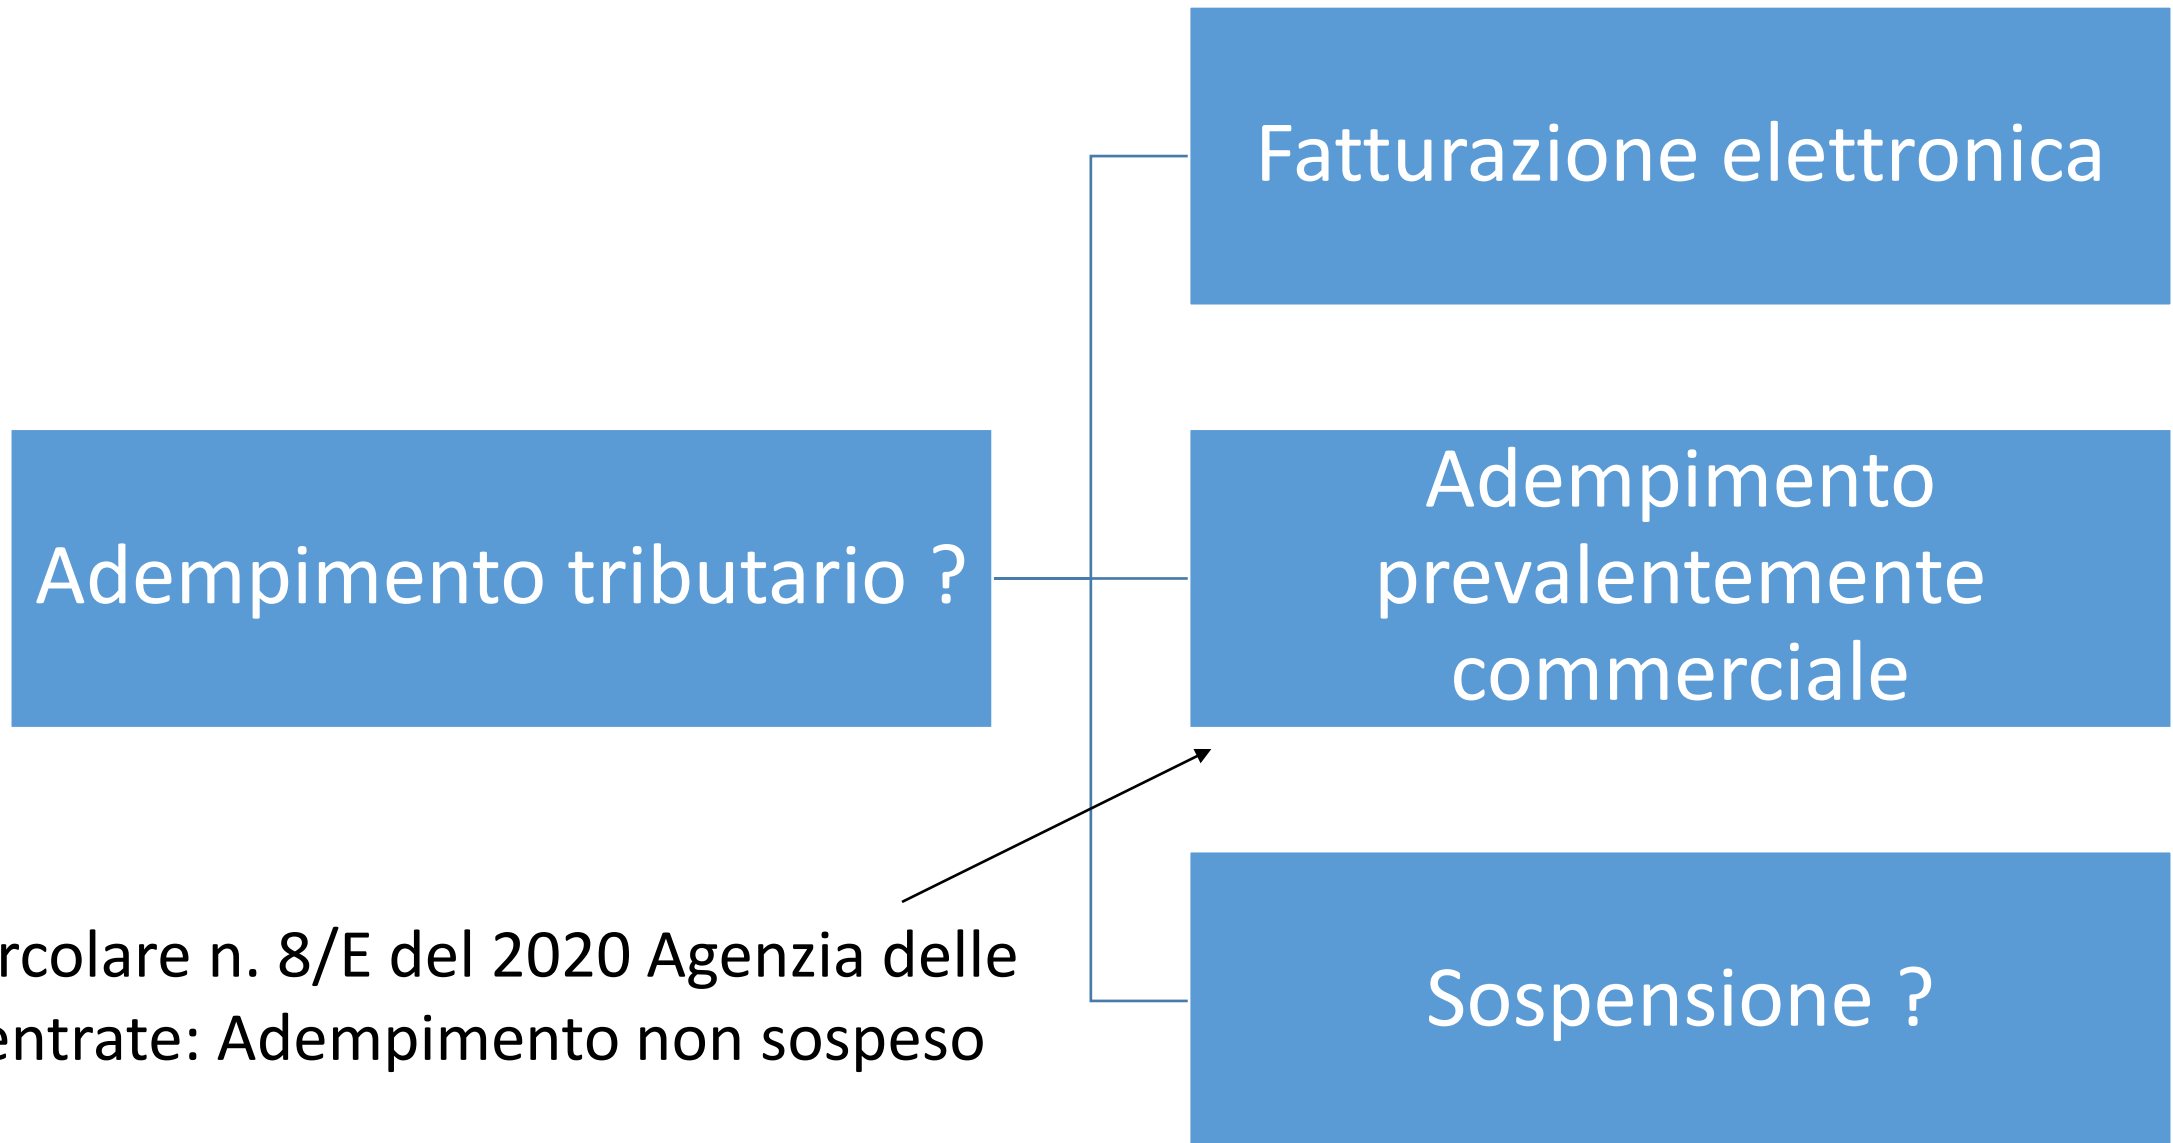 Fatturazione elettronica
Adempimento tributario ?
Adempimento
prevalentemente
commerciale
rcolare n. 8/E del 2020 Agenzia delle
entrate: Adempimento non sospeso
Sospensione ?